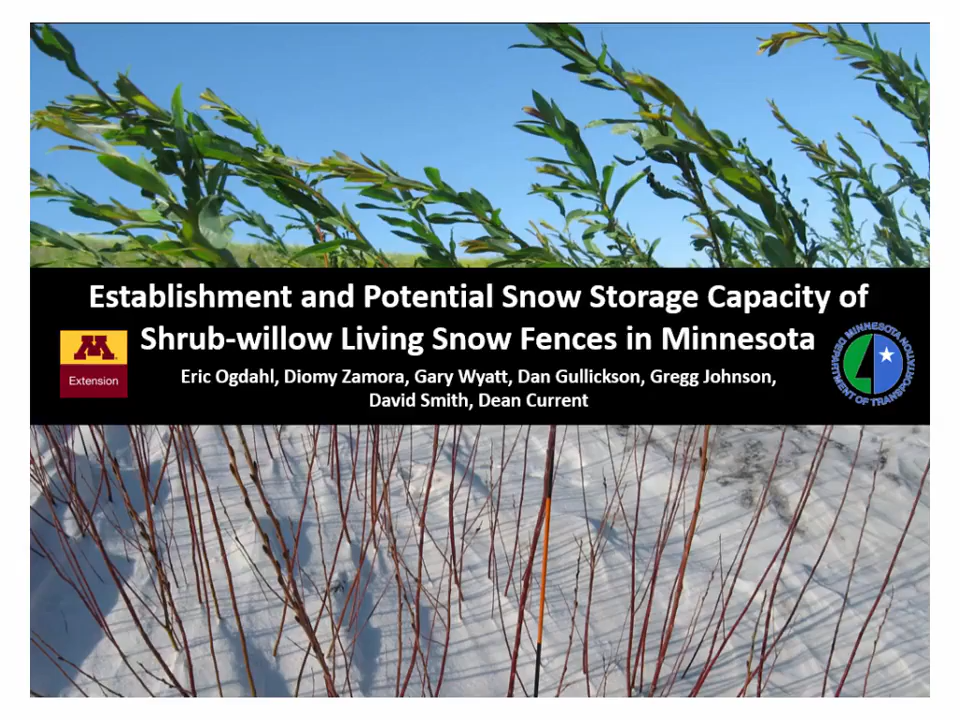 Establishment and Potential Snow Storage Capacity of
Shrub-willow Living Snow Fences in Minnesota
Eric Ogdahl, Diomy Zamora, Gary Wyatt, Dan Gullickson, Gregg Johnson,
David Smith, Dean Current
M
Extension
MINNESOTA DEPARTMENT OF TRANSPORTATION